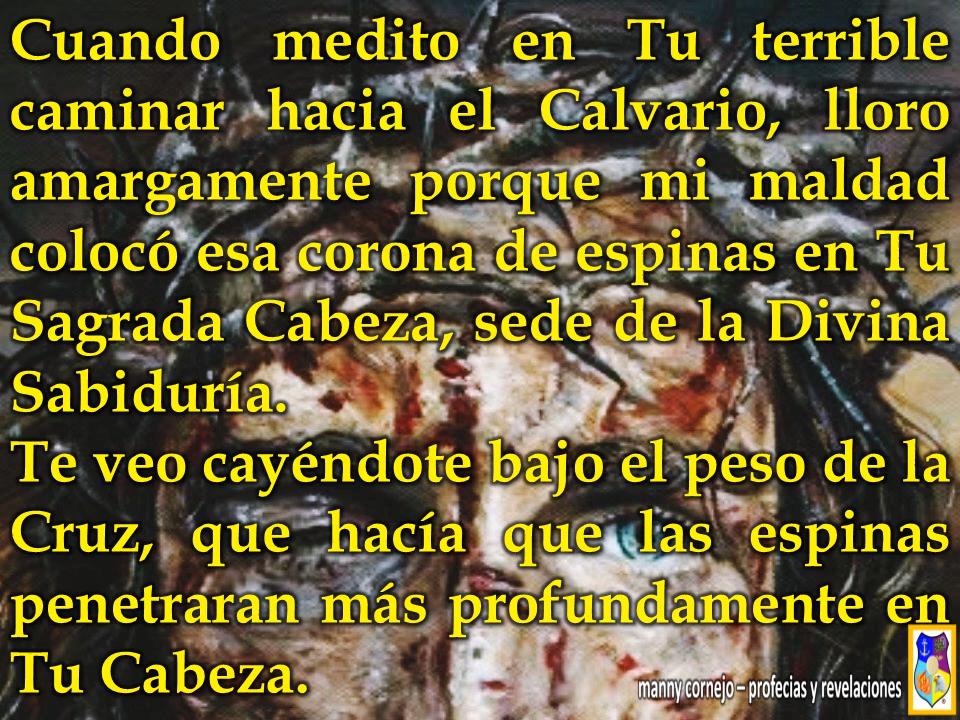 Cuando medito en Tu terrible
caminar hacia el Calvario, lloro
amargamente porque mi maldad
colocó esa corona de espinas en Tu
Sagrada Cabeza, sede de la Divina
Sabiduría.
Te veo cayéndote bajo el peso de la
Cruz, que hacía que las espinas
penetraran más profundamente en
Tu Cabeza.
manny cornejo – profecias y revelaciones